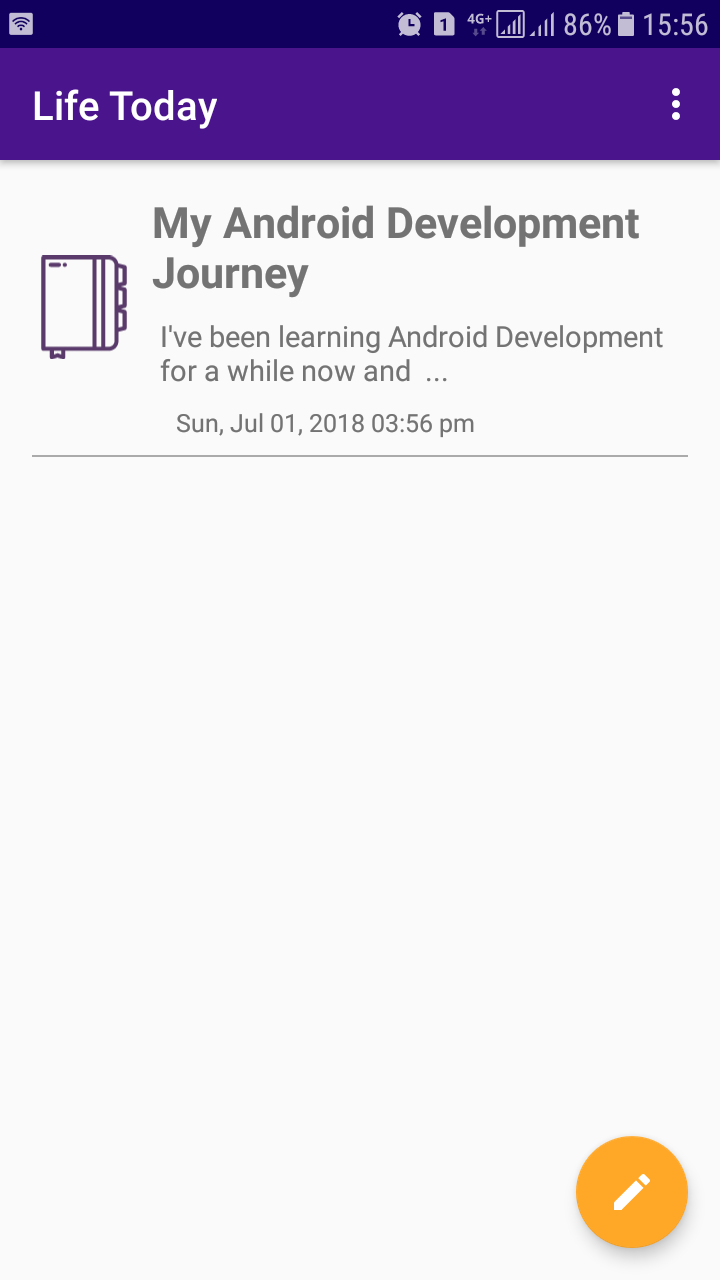 1 4G+ 86% 15:56
Life Today
My Android Development
Journey
I've been learning Android Development
for a while now and ...
Sun, Jul 01, 2018 03:56 pm